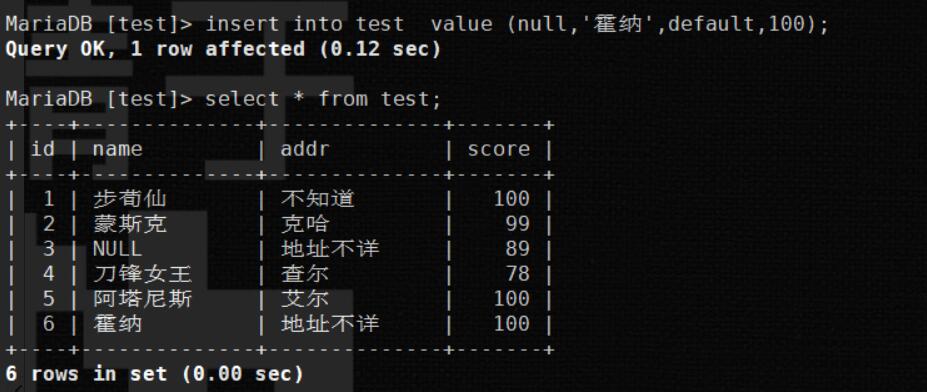 MariaDB [test]> insert into test  value (null,'霍纳',default,100);
Query OK, 1 row affected (0.12 sec)
MariaDB [test]> select * from test;
+----+--------------+--------------+-------+
| id | name         | addr         | score |
+----+--------------+--------------+-------+
|  1 | 步荀仙       | 不知道       |   100 |
|  2 | 蒙斯克       | 克哈         |    99 |
|  3 | NULL         | 地址不详     |    89 |
|  4 | 刀锋女王     | 查尔         |    78 |
|  5 | 阿塔尼斯     | 艾尔         |   100 |
|  6 | 霍纳         | 地址不详     |   100 |
+----+--------------+--------------+-------+
6 rows in set (0.00 sec)